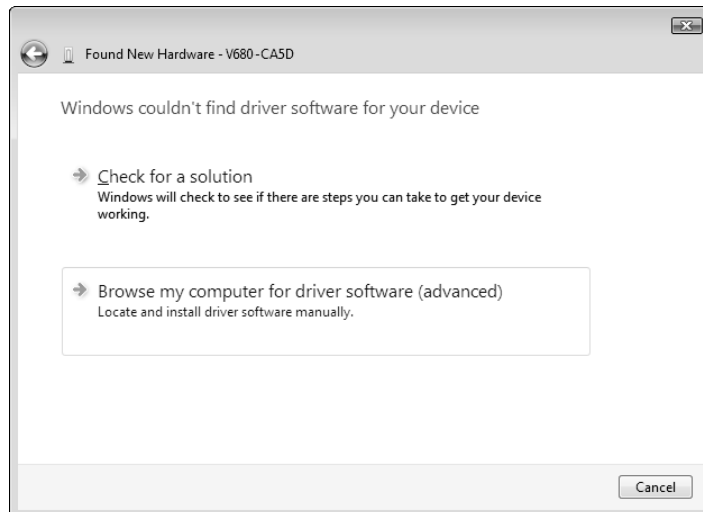 Found New Hardware - V680-CA5D
Windows couldn't find driver software for your device
Check for a solution
Windows will check to see if there are steps you can take to get your device
working.
Browse my computer for driver software (advanced)
Locate and install driver software manually.
Cancel